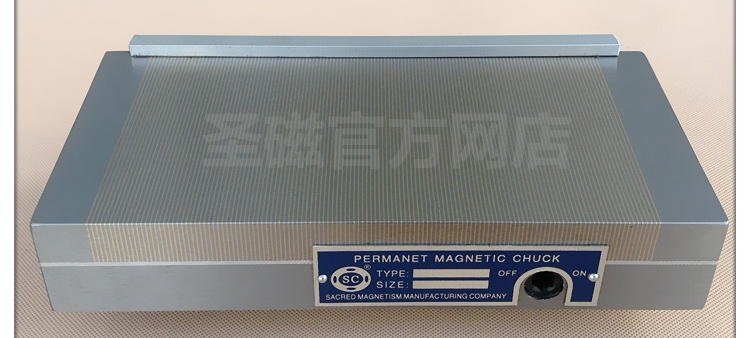 圣磁官方网店
PERMANET MAGNETIC CHUCK
SC
®
TYPE:
OFF
ON
SIZE:
SACRED MAGNETISM MANUFACTURING COMPANY